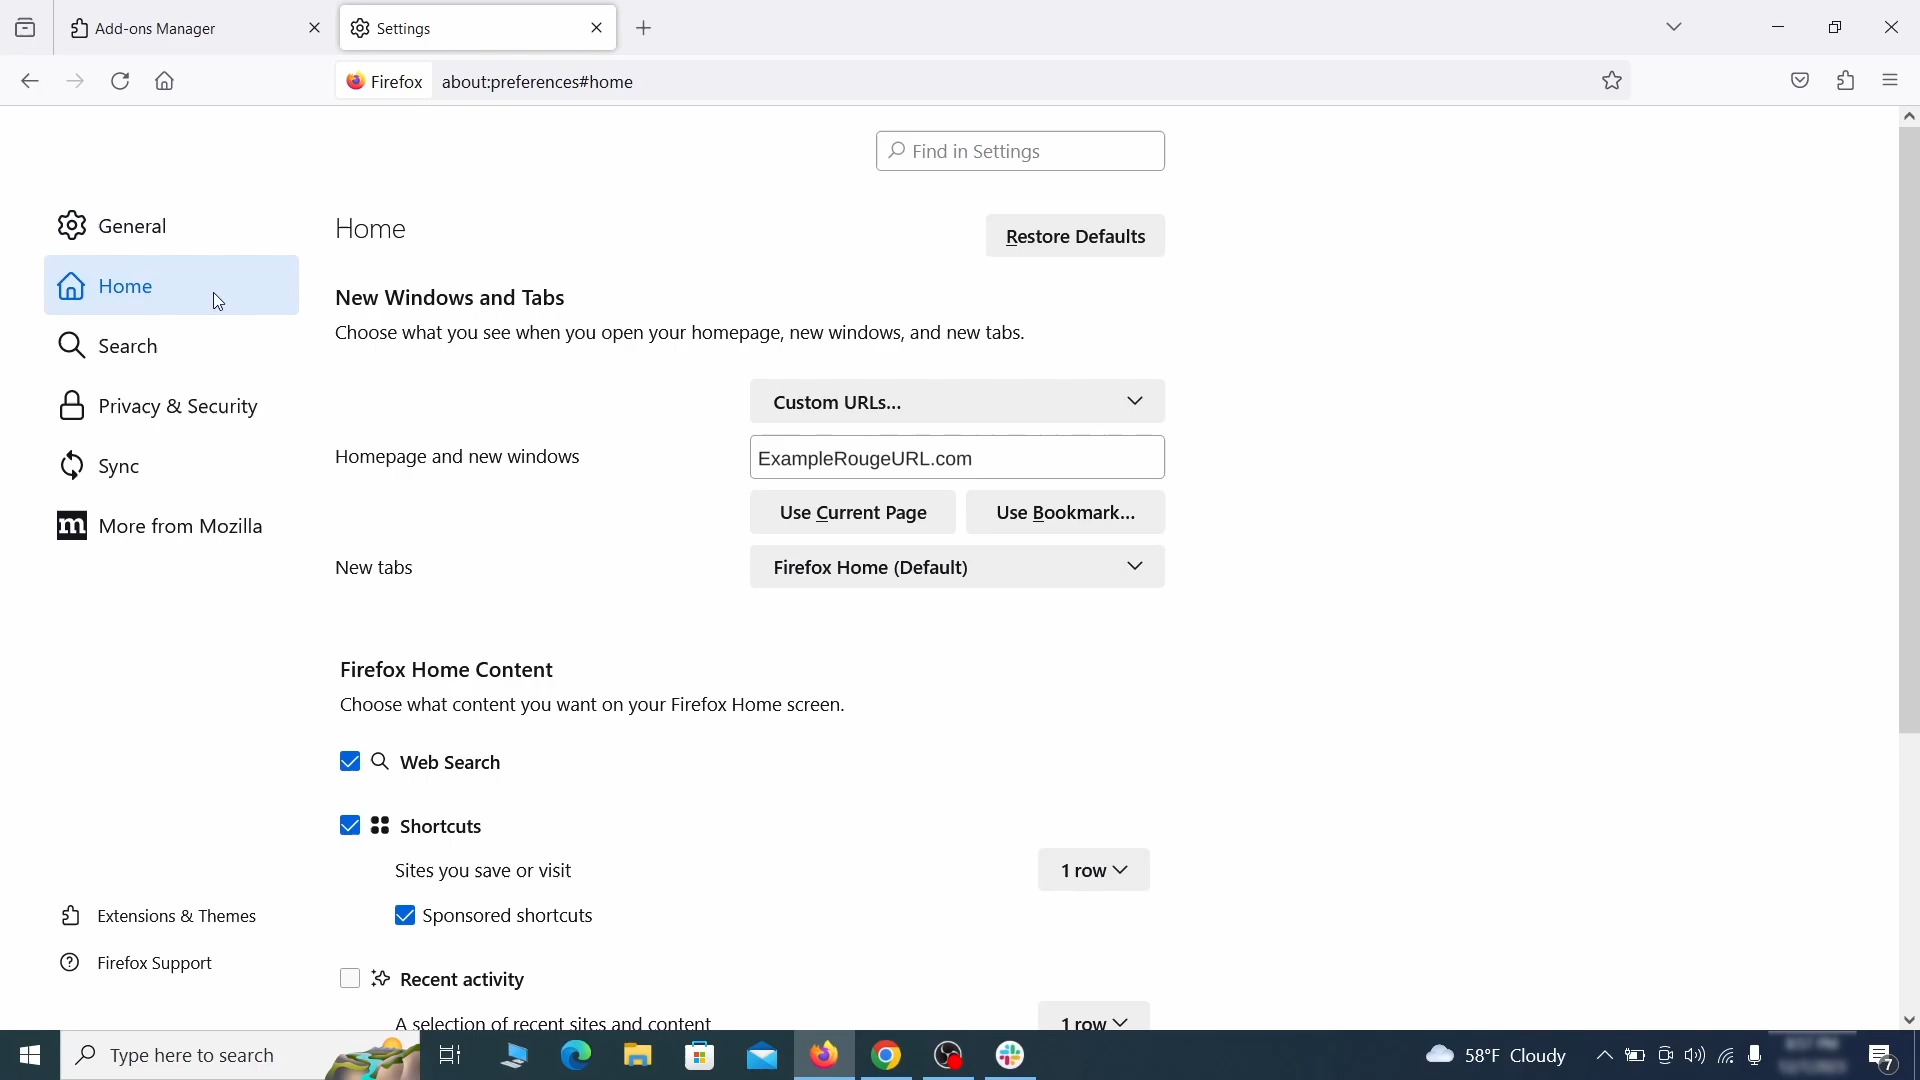 Add-ons Manager
Settings
Firefox
about:preferences#home
Find in Settings
General
Home
Search
Privacy & Security
Sync
More from Mozilla
Extensions & Themes
Firefox Support
Home
Restore Defaults
New Windows and Tabs
Choose what you see when you open your homepage, new windows, and new tabs.
Custom URLs...
Homepage and new windows
ExampleRougeURL.com
Use Current Page
Use Bookmark...
New tabs
Firefox Home (Default)
Firefox Home Content
Choose what content you want on your Firefox Home screen.
Web Search
Shortcuts
Sites you save or visit
1 row
Sponsored shortcuts
Recent activity
A selection of recent sites and content
1 row
Type here to search
58°F Cloudy
7